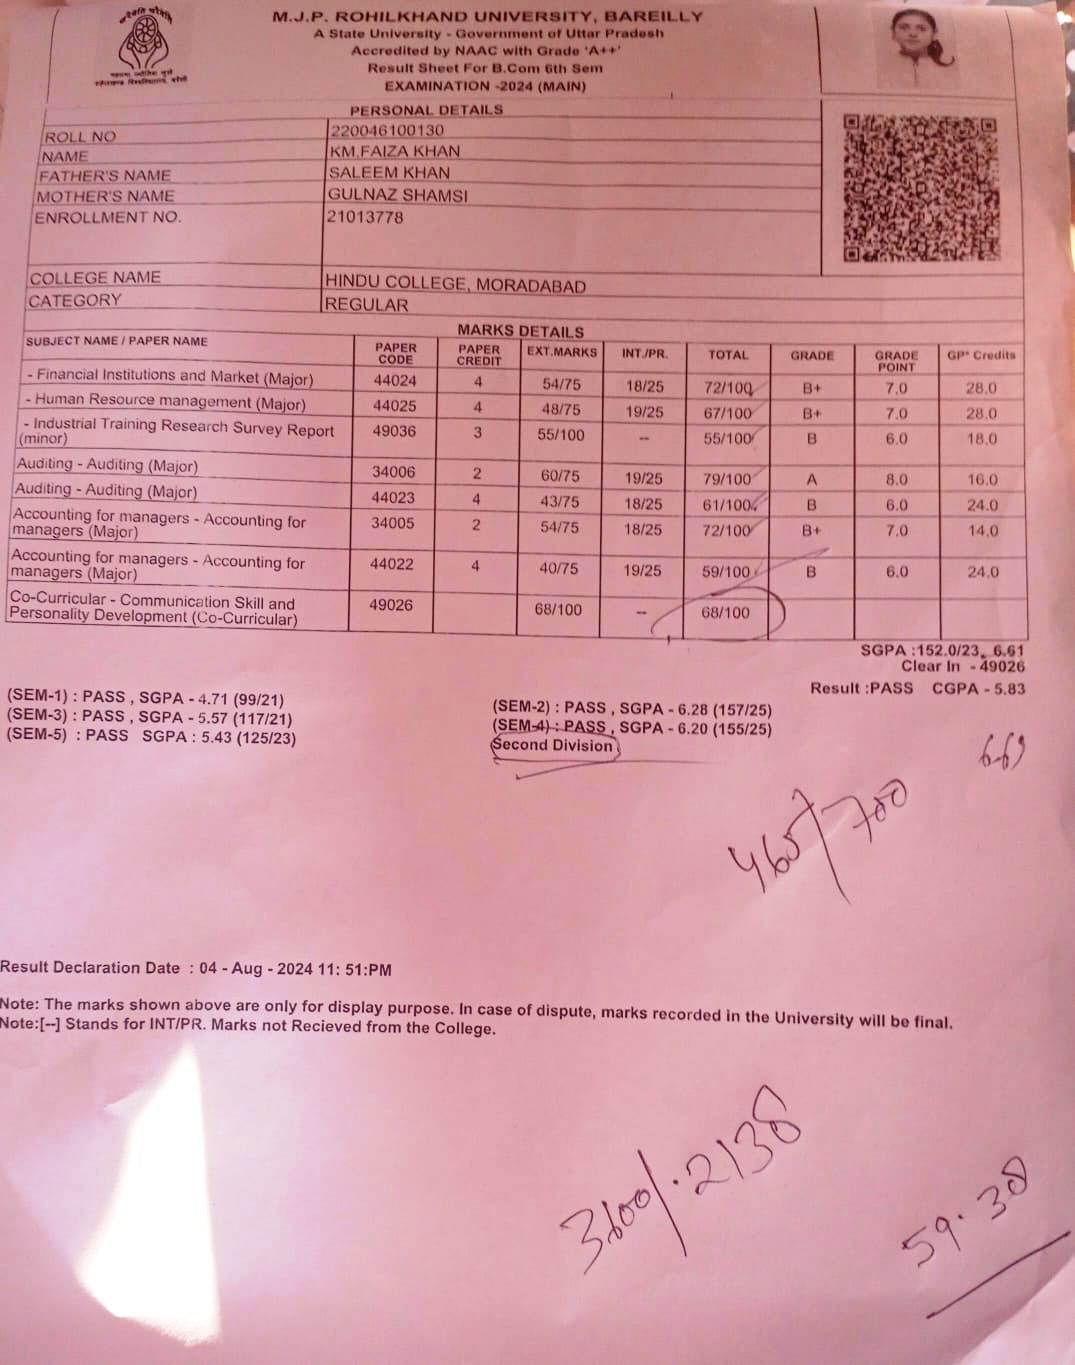 M.J.P. ROHILKHAND UNIVERSITY, BAREILLY
A State University - Government of Uttar Pradesh
Accredited by NAAC with Grade 'A++'
Result Sheet For B.Com 6th Sem
EXAMINATION -2024 (MAIN)
PERSONAL DETAILS
ROLL NO 220046100130
NAME KM.FAIZA KHAN
FATHER'S NAME SALEEM KHAN
MOTHER'S NAME GULNAZ SHAMSI
ENROLLMENT NO. 21013778
COLLEGE NAME HINDU COLLEGE, MORADABAD
CATEGORY REGULAR
MARKS DETAILS
SUBJECT NAME / PAPER NAME PAPER CODE PAPER CREDIT EXT.MARKS INT./PR. TOTAL GRADE GRADE POINT GP* Credits
- Financial Institutions and Market (Major) 44024 4 54/75 18/25 72/100 B+ 7.0 28.0
- Human Resource management (Major) 44025 4 48/75 19/25 67/100 B+ 7.0 28.0
- Industrial Training Research Survey Report (minor) 49036 3 55/100 -- 55/100 B 6.0 18.0
Auditing - Auditing (Major) 34006 2 60/75 19/25 79/100 A 8.0 16.0
Auditing - Auditing (Major) 44023 4 43/75 18/25 61/100 B 6.0 24.0
Accounting for managers - Accounting for managers (Major) 34005 2 54/75 18/25 72/100 B+ 7.0 14.0
Accounting for managers - Accounting for managers (Major) 44022 4 40/75 19/25 59/100 B 6.0 24.0
Co-Curricular - Communication Skill and Personality Development (Co-Curricular) 49026 68/100 -- 68/100
SGPA :152.0/23, 6.61
Clear In - 49026
Result :PASS CGPA - 5.83
(SEM-1) : PASS , SGPA - 4.71 (99/21) (SEM-2) : PASS , SGPA - 6.28 (157/25)
(SEM-3) : PASS , SGPA - 5.57 (117/21) (SEM-4) : PASS , SGPA - 6.20 (155/25)
(SEM-5) : PASS SGPA : 5.43 (125/23) Second Division
6.69
465/700
Result Declaration Date : 04 - Aug - 2024 11: 51:PM
Note: The marks shown above are only for display purpose. In case of dispute, marks recorded in the University will be final.
Note:[--] Stands for INT/PR. Marks not Recieved from the College.
3600/.2138
59.38